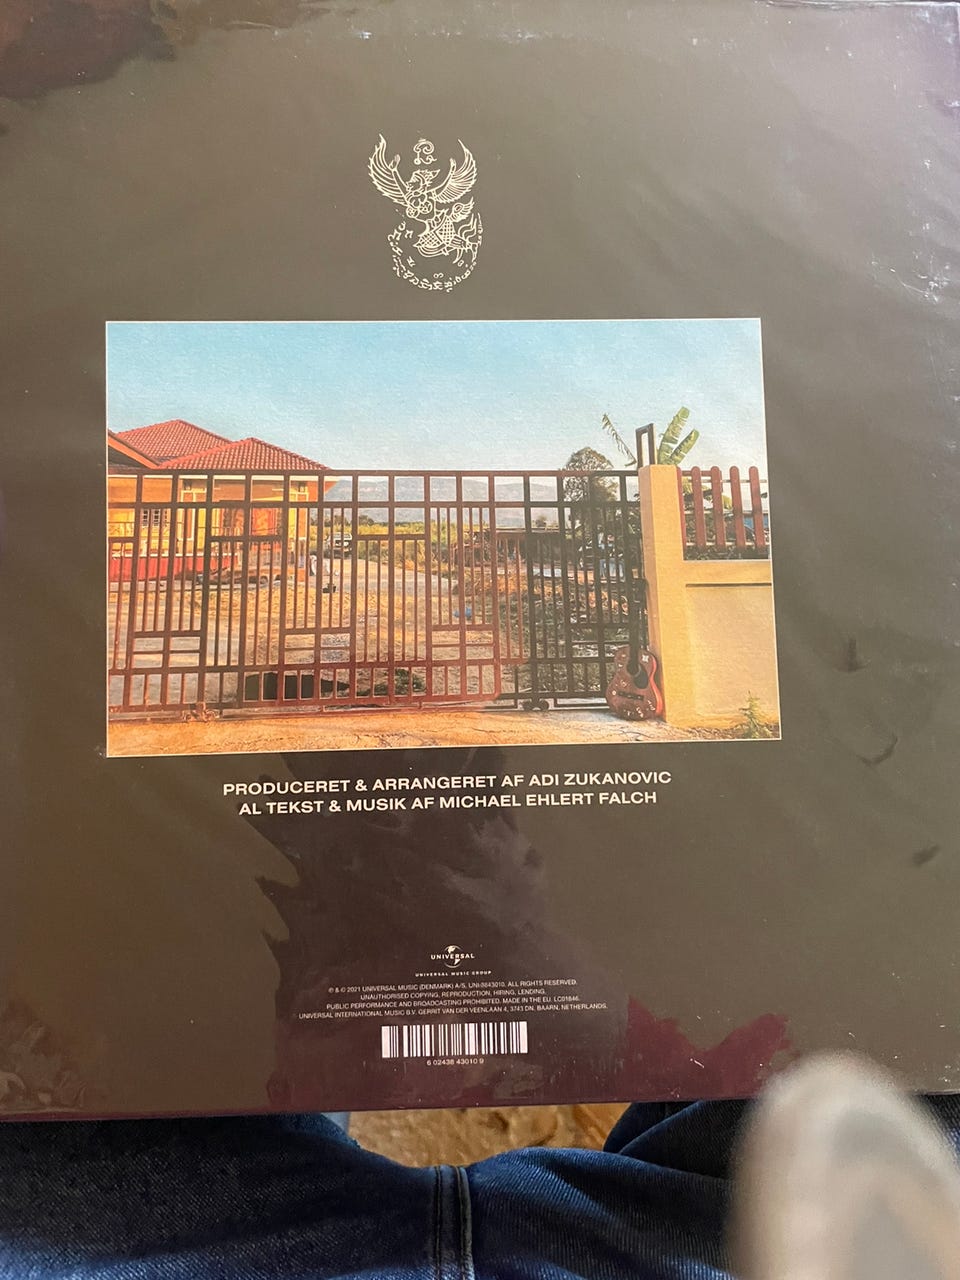 PRODUCERET & ARRANGERET AF ADI ZUKANOVIC
AL TEKST & MUSIK AF MICHAEL EHLERT FALCH
UNIVERSAL
UNIVERSAL MUSIC GROUP
℗ & © 2021 UNIVERSAL MUSIC (DENMARK) A/S, UNI-3843010. ALL RIGHTS RESERVED.
UNAUTHORISED COPYING, REPRODUCTION, HIRING, LENDING,
PUBLIC PERFORMANCE AND BROADCASTING PROHIBITED. MADE IN THE EU. LC01846.
UNIVERSAL INTERNATIONAL MUSIC B.V. GERRIT VAN DER VEENLAAN 4, 3743 DN. BAARN, NETHERLANDS.
6 02438 43010 9